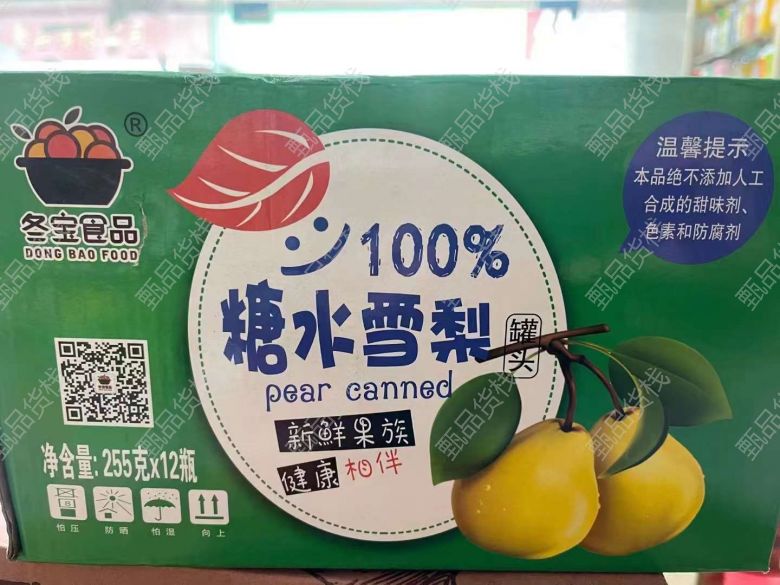 ®
冬宝食品
DONG BAO FOOD
温馨提示
本品绝不添加人工
合成的甜味剂、
色素和防腐剂
100%
糖水雪梨
罐头
pear canned
新鲜果族
健康相伴
净含量: 255克x12瓶
怕压 防晒 怕湿 向上
甄品货栈